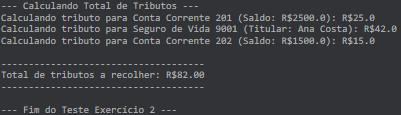 --- Calculando Total de Tributos ---
Calculando tributo para Conta Corrente 201 (Saldo: R$2500.0): R$25.0
Calculando tributo para Seguro de Vida 9001 (Titular: Ana Costa): R$42.0
Calculando tributo para Conta Corrente 202 (Saldo: R$1500.0): R$15.0
-----------------------------------
Total de tributos a recolher: R$82.00
-----------------------------------
--- Fim do Teste Exercício 2 ---